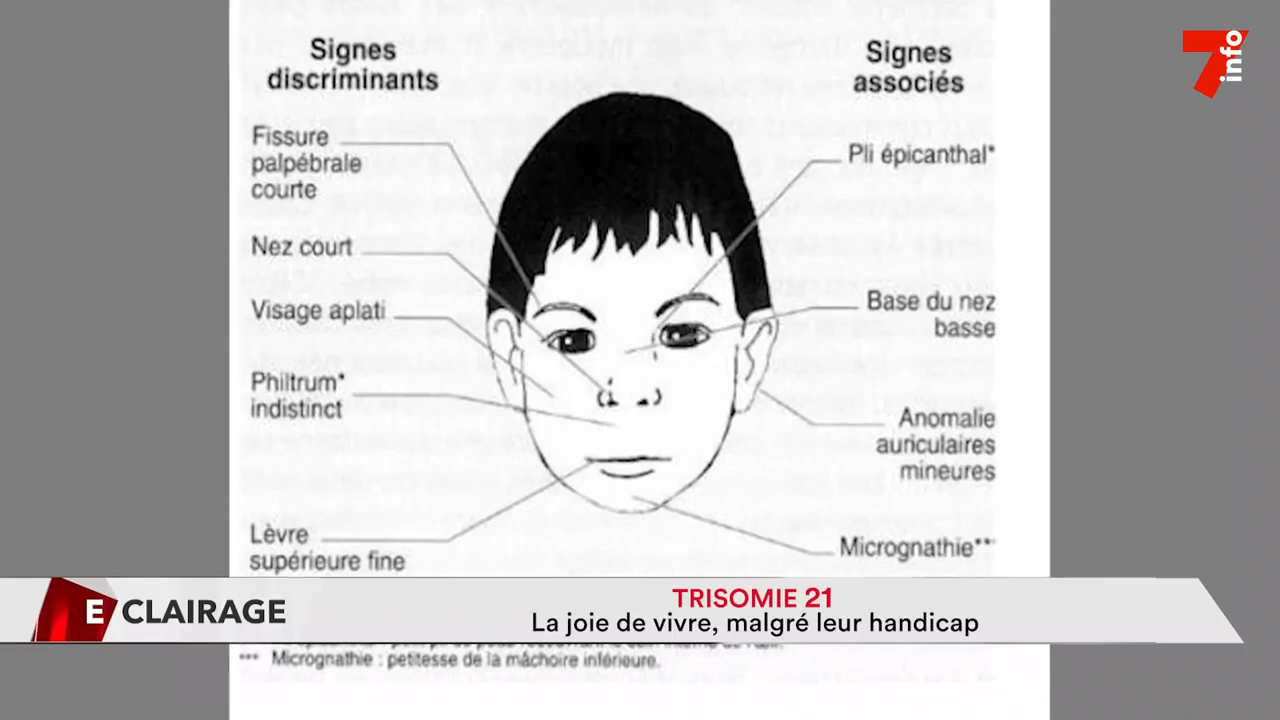 Signes
discriminants
Signes
associés
7
info
Fissure
palpébrale
courte
Pli épicanthal*
Nez court
Visage aplati
Base du nez
basse
Philtrum*
indistinct
Anomalie
auriculaires
mineures
Lèvre
supérieure fine
Micrognathie**
E CLAIRAGE
TRISOMIE 21
La joie de vivre, malgré leur handicap
*** Micrognathie : petitesse de la mâchoire inférieure.